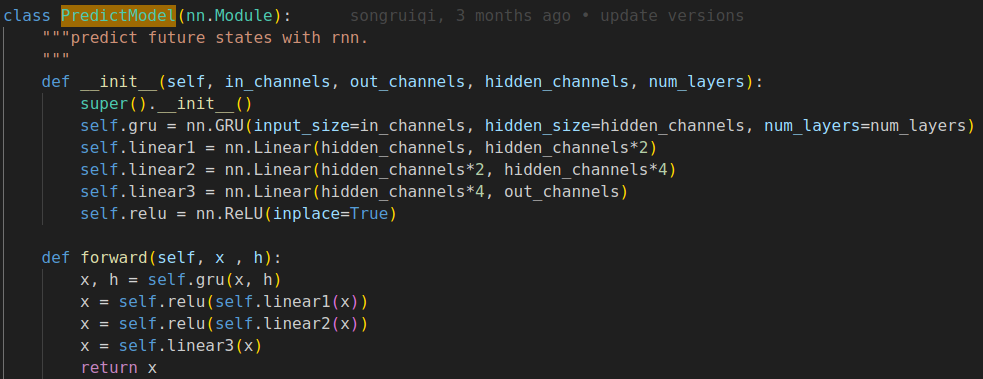 class PredictModel(nn.Module):      songruiqi, 3 months ago • update versions
    """predict future states with rnn.
    """
    def __init__(self, in_channels, out_channels, hidden_channels, num_layers):
        super().__init__()
        self.gru = nn.GRU(input_size=in_channels, hidden_size=hidden_channels, num_layers=num_layers)
        self.linear1 = nn.Linear(hidden_channels, hidden_channels*2)
        self.linear2 = nn.Linear(hidden_channels*2, hidden_channels*4)
        self.linear3 = nn.Linear(hidden_channels*4, out_channels)
        self.relu = nn.ReLU(inplace=True)

    def forward(self, x , h):
        x, h = self.gru(x, h)
        x = self.relu(self.linear1(x))
        x = self.relu(self.linear2(x))
        x = self.linear3(x)
        return x